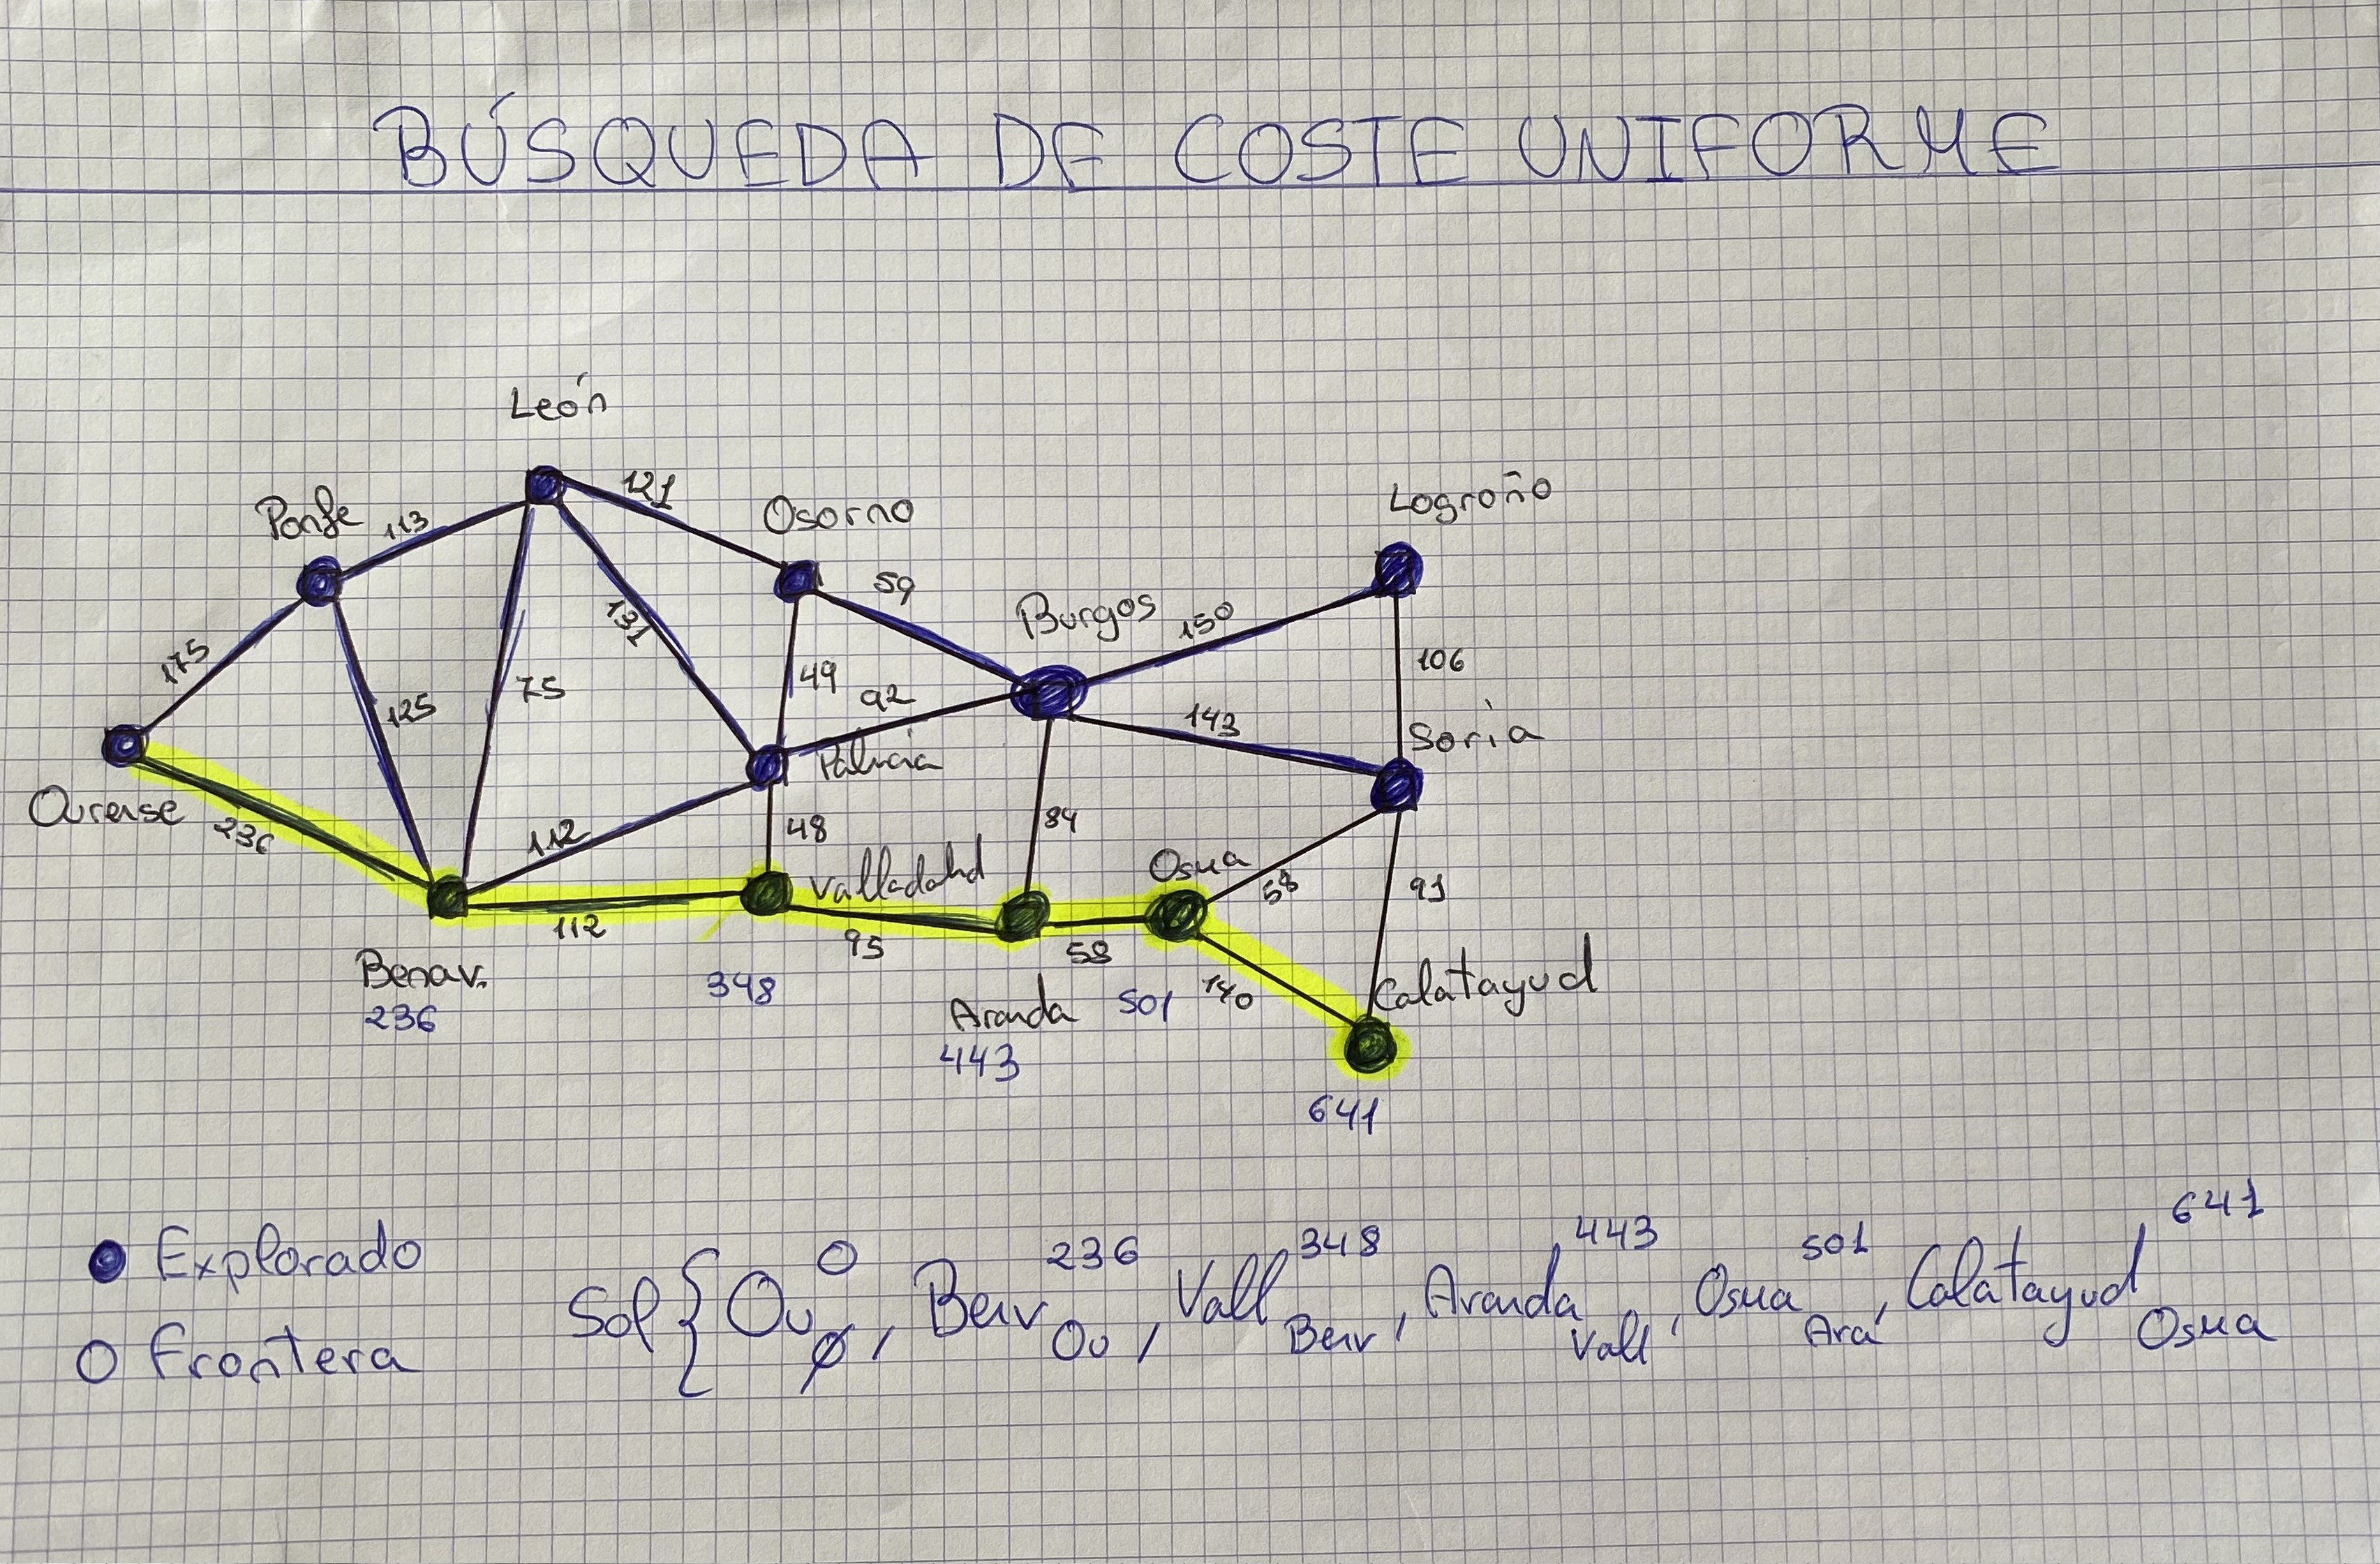 BÚSQUEDA DE COSTE UNIFORME
León
121
Logroño
Ponfe 113
Osorno
59
Burgos 150
131
175
106
75
49
125
92
143
Soria
Palencia
Ourense
236
84
48
112
Osma
Valladolid
58
91
112
95
58
Benav.
236
348
Aranda
443
501
140
Calatayud
641
Explorado
Frontera
Sol { Ou 0 ∅, Benv 236 Ou, Vall 348 Benv, Aranda 443 Vall, Osma 501 Ara, Calatayud 641 Osma